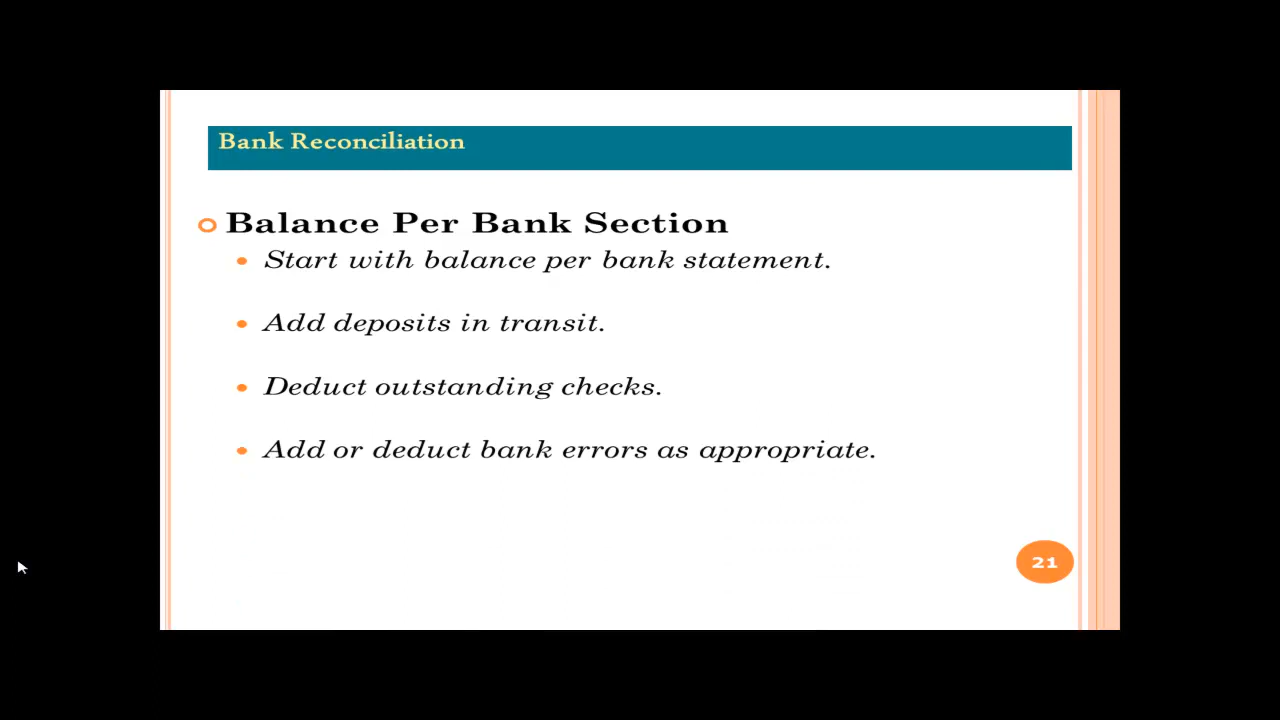 Bank Reconciliation
Balance Per Bank Section
Start with balance per bank statement.
Add deposits in transit.
Deduct outstanding checks.
Add or deduct bank errors as appropriate.
21